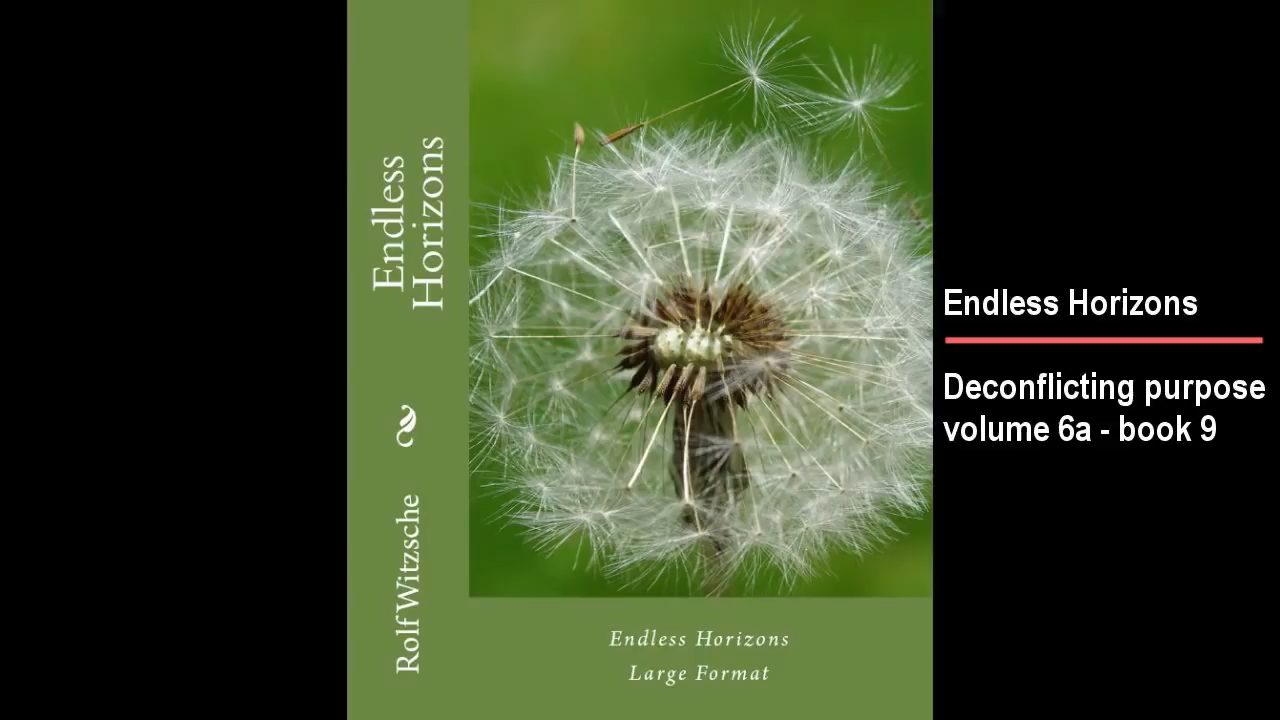 Endless
Horizons
Rolf Witzsche
Endless Horizons
Large Format
Endless Horizons
Deconflicting purpose
volume 6a - book 9